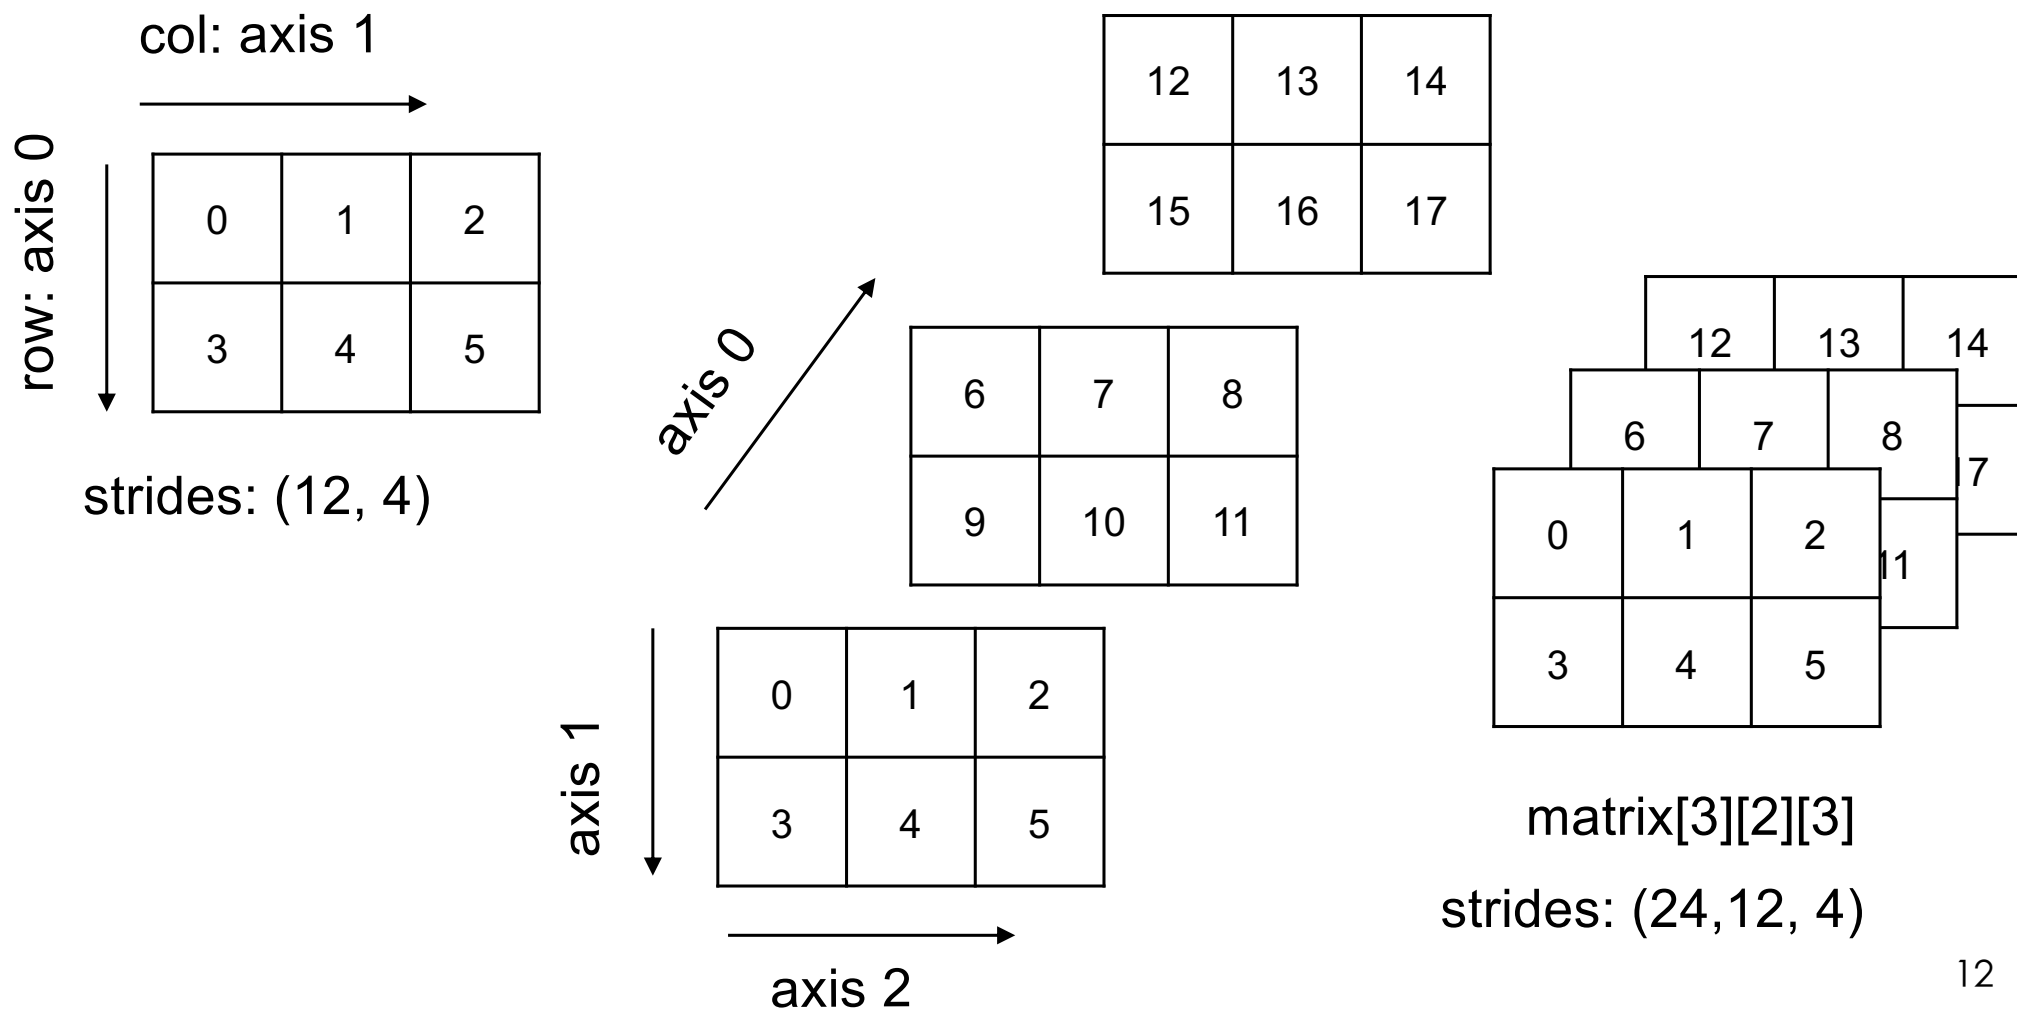 col: axis 1
row: axis 0
0 1 2
3 4 5
strides: (12, 4)
12 13 14
15 16 17
axis 0
6 7 8
9 10 11
axis 1
0 1 2
3 4 5
axis 2
12 13 14
6 7 8
0 1 2
3 4 5
11
matrix[3][2][3]
strides: (24,12, 4)
12